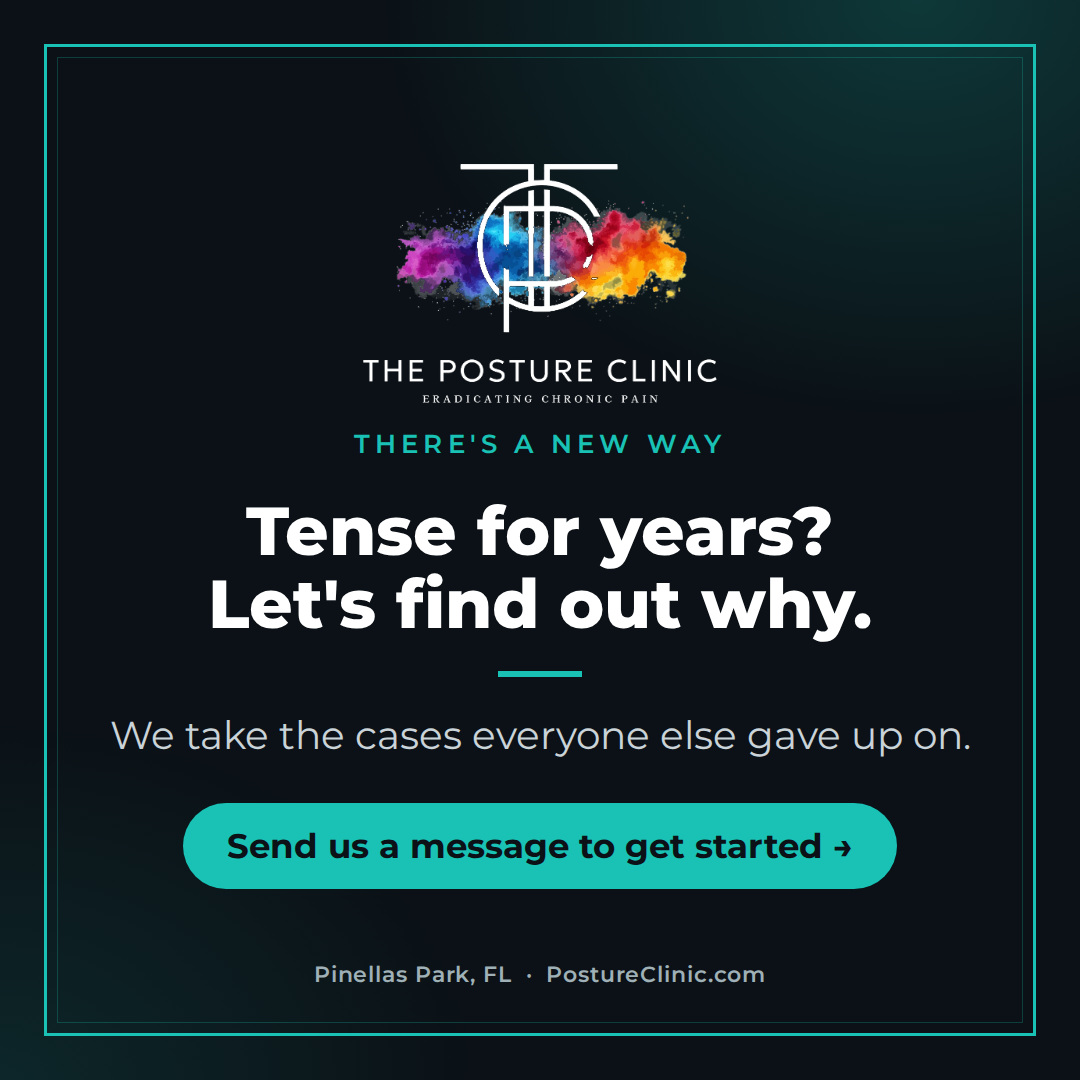 THE POSTURE CLINIC
ERADICATING CHRONIC PAIN
THERE'S A NEW WAY
Tense for years?
Let's find out why.
We take the cases everyone else gave up on.
Send us a message to get started →
Pinellas Park, FL · PostureClinic.com